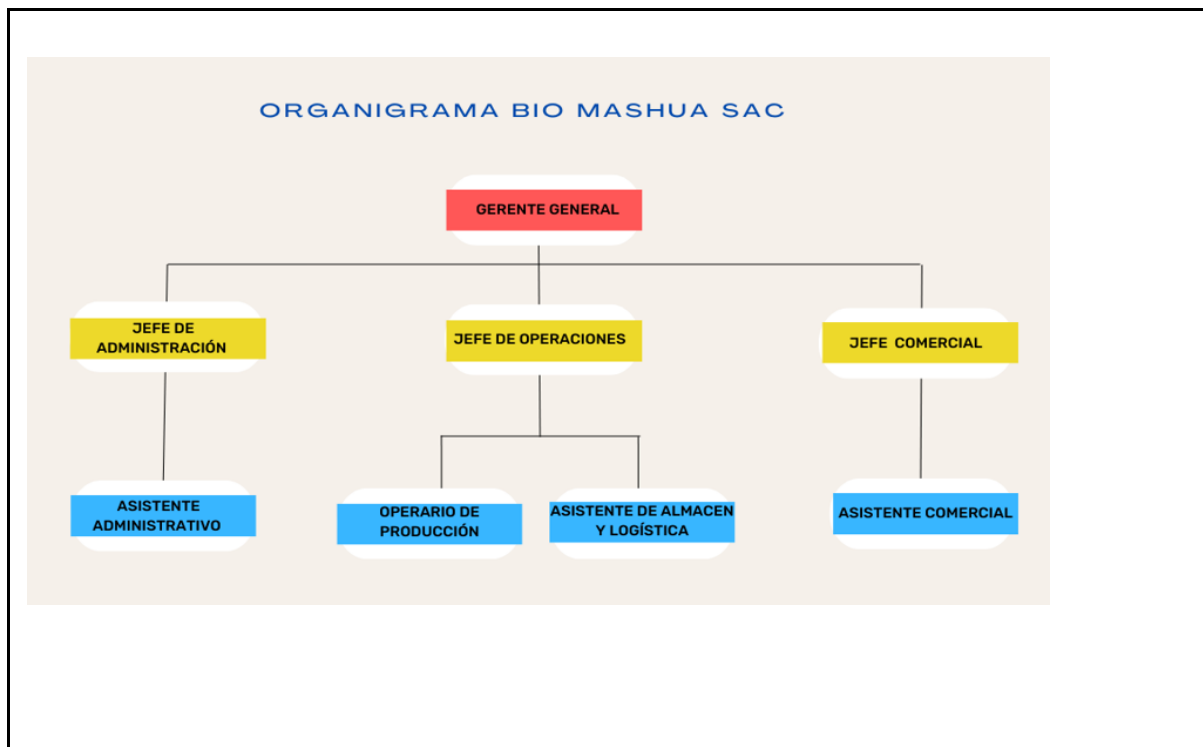 ORGANIGRAMA BIO MASHUA SAC
GERENTE GENERAL
JEFE DE
ADMINISTRACIÓN
JEFE DE OPERACIONES
JEFE COMERCIAL
ASISTENTE
ADMINISTRATIVO
OPERARIO DE
PRODUCCIÓN
ASISTENTE DE ALMACEN
Y LOGÍSTICA
ASISTENTE COMERCIAL